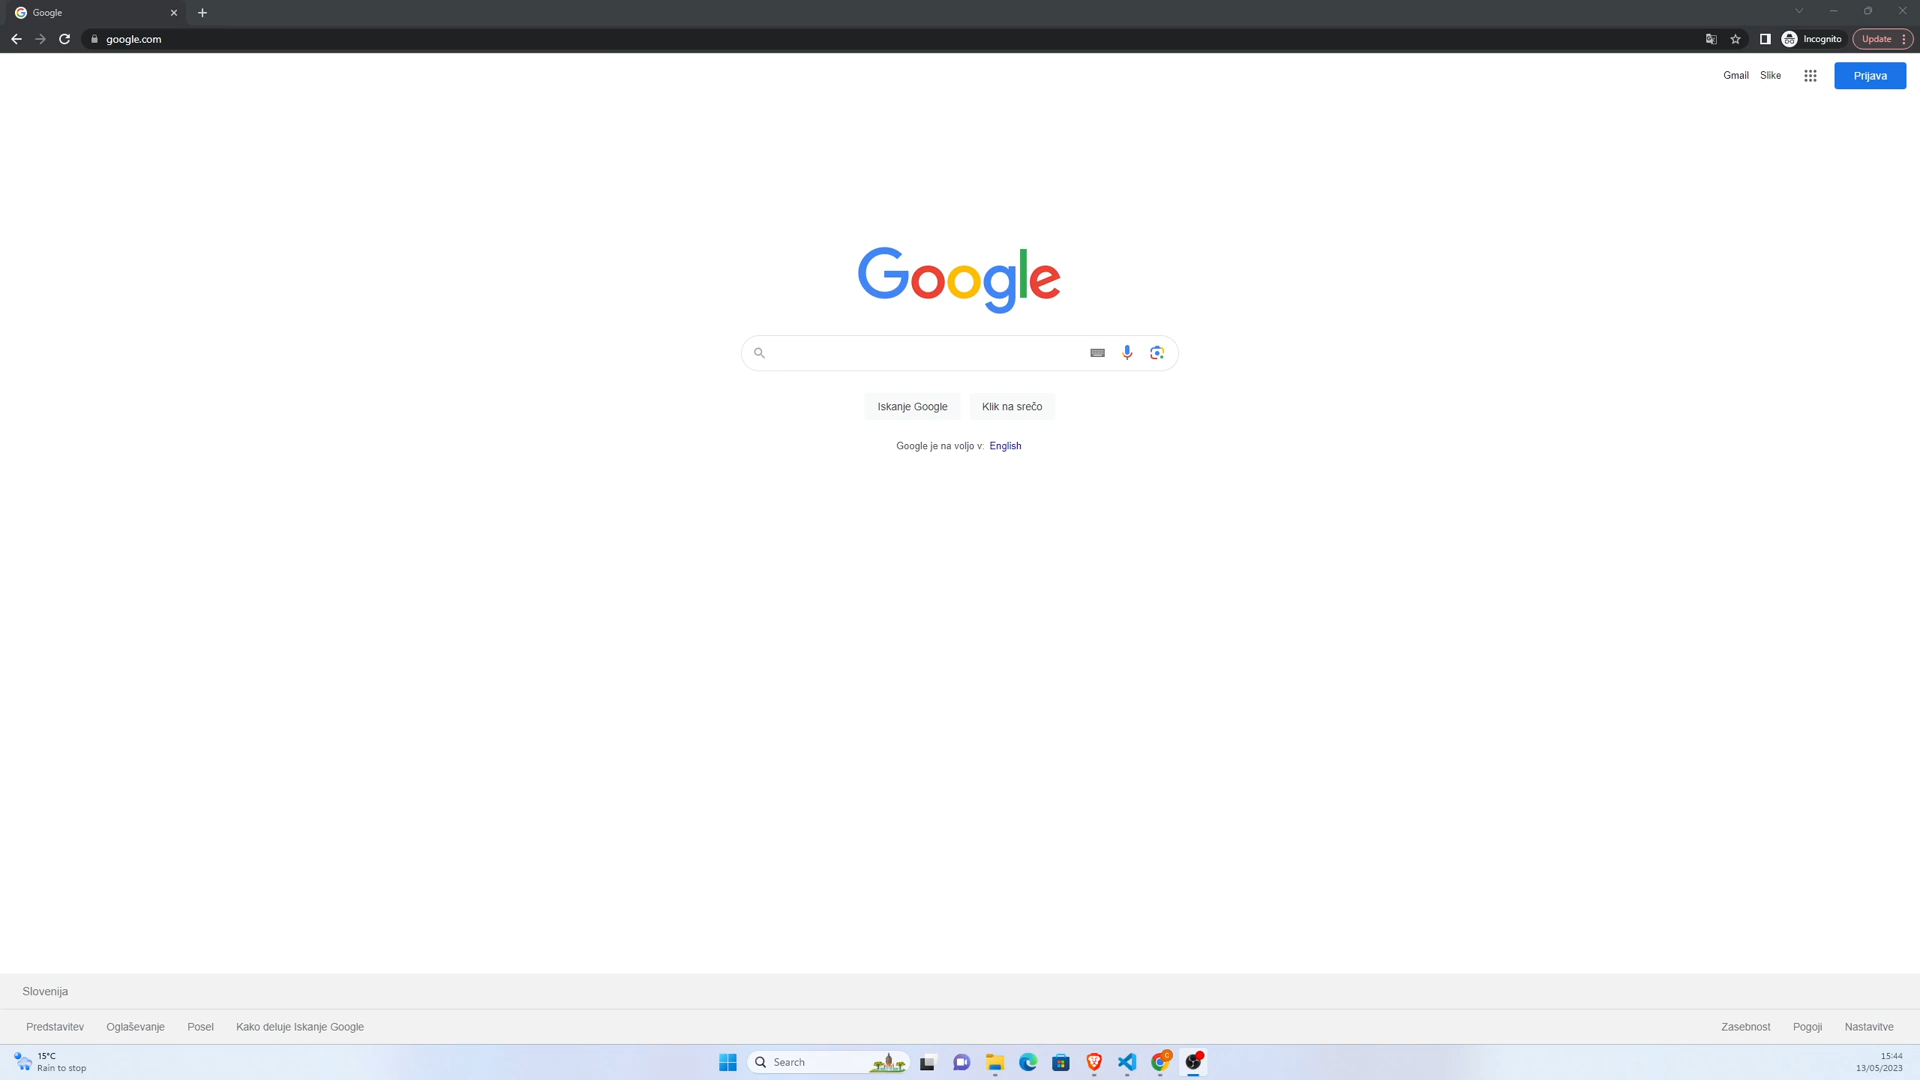 Google
google.com
Incognito
Update
Gmail Slike
Prijava
Google
Iskanje Google
Klik na srečo
Google je na voljo v: English
Slovenija
Predstavitev Oglaševanje Posel Kako deluje Iskanje Google
Zasebnost Pogoji Nastavitve
15°C
Rain to stop
Search
15:44
13/05/2023